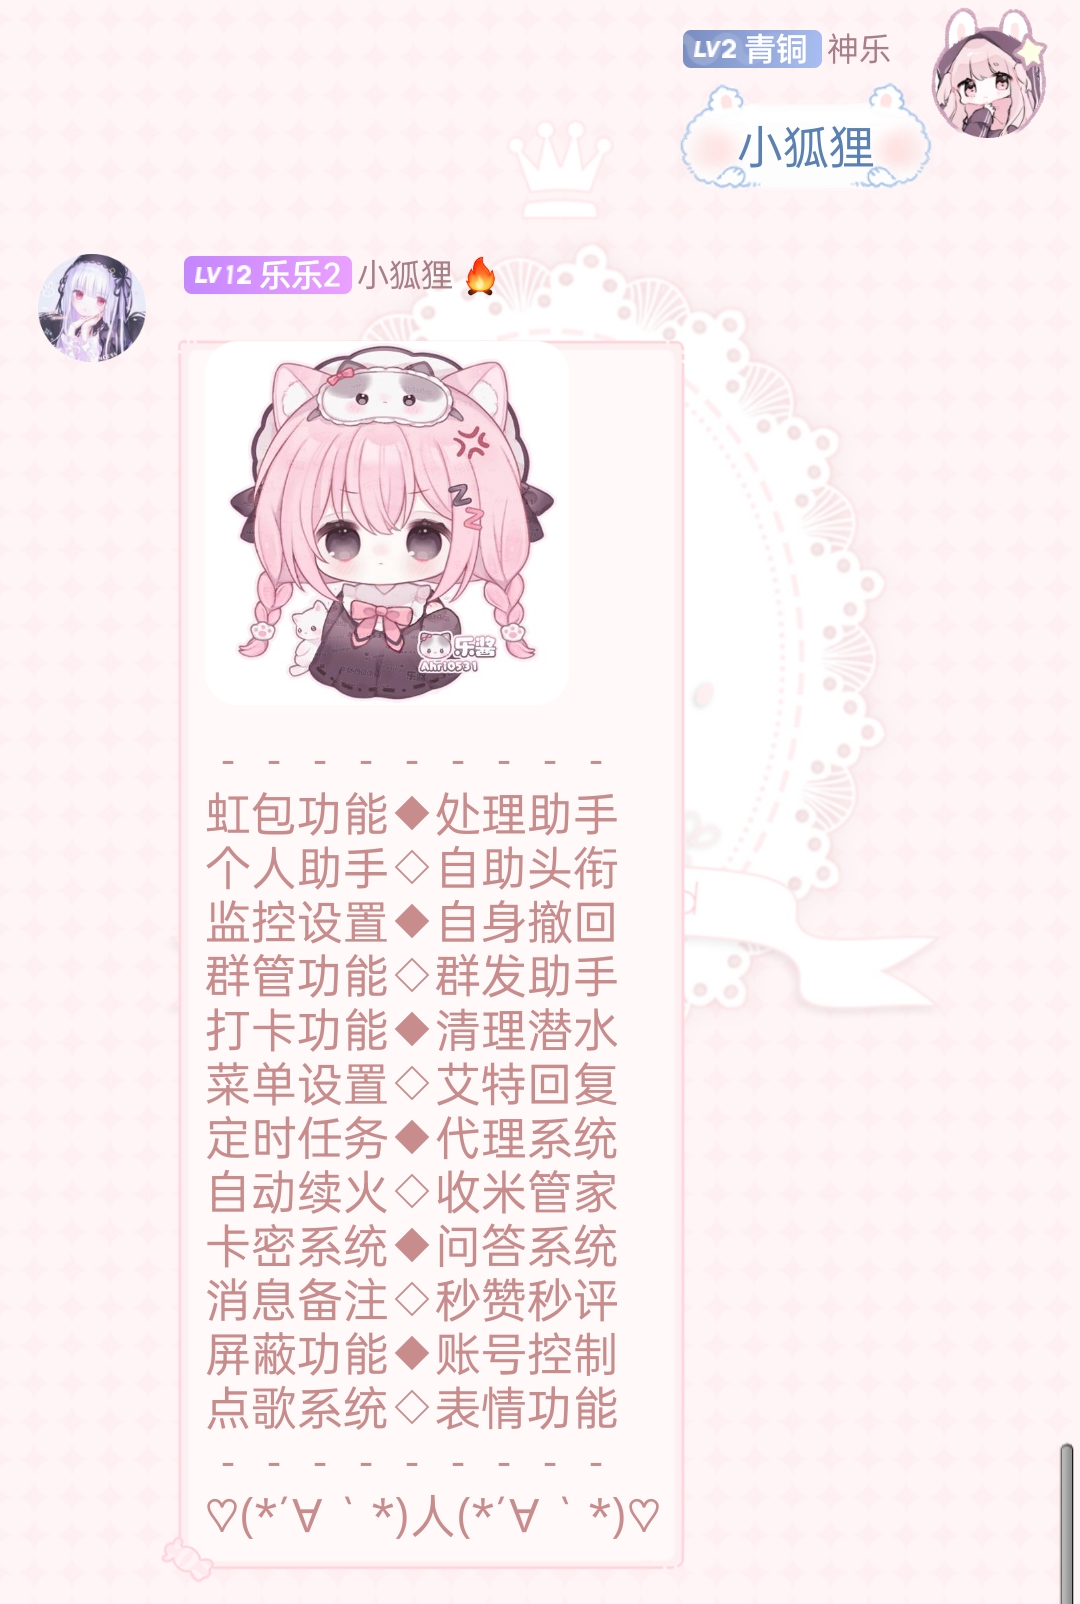 LV2 青铜 神乐
小狐狸
LV12 乐乐2 小狐狸 🔥
乐酱
Ahr10531
- - - - - - - - -
虹包功能◆处理助手
个人助手◇自助头衔
监控设置◆自身撤回
群管功能◇群发助手
打卡功能◆清理潜水
菜单设置◇艾特回复
定时任务◆代理系统
自动续火◇收米管家
卡密系统◆问答系统
消息备注◇秒赞秒评
屏蔽功能◆账号控制
点歌系统◇表情功能
- - - - - - - - -
♡(*′∀｀*)人(*′∀｀*)♡